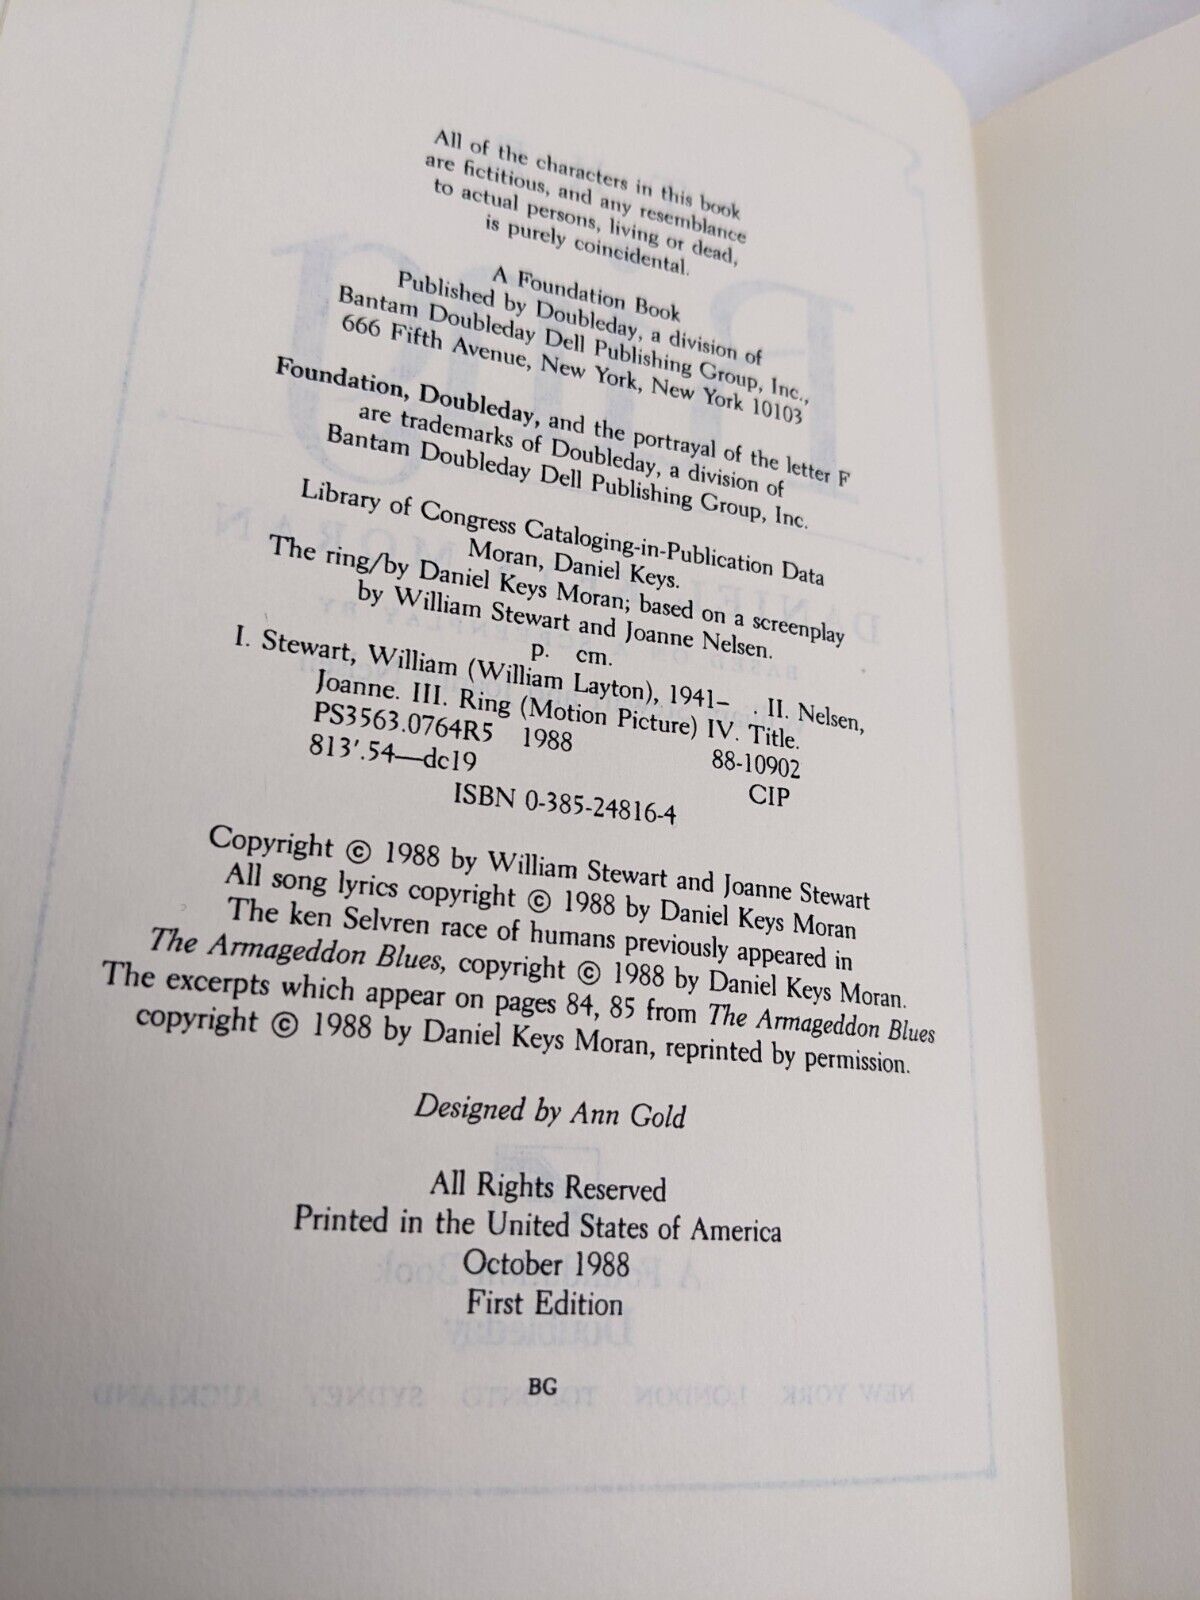 All of the characters in this book
are fictitious, and any resemblance
to actual persons, living or dead,
is purely coincidental.
A Foundation Book
Published by Doubleday, a division of
Bantam Doubleday Dell Publishing Group, Inc.,
666 Fifth Avenue, New York, New York 10103
Foundation, Doubleday, and the portrayal of the letter F
are trademarks of Doubleday, a division of
Bantam Doubleday Dell Publishing Group, Inc.
Library of Congress Cataloging-in-Publication Data
Moran, Daniel Keys.
The ring/by Daniel Keys Moran; based on a screenplay
by William Stewart and Joanne Nelsen.
p. cm.
I. Stewart, William (William Layton), 1941– . II. Nelsen,
Joanne. III. Ring (Motion Picture) IV. Title.
PS3563.0764R5 1988 88-10902
813'.54—dc19 CIP
ISBN 0-385-24816-4
Copyright © 1988 by William Stewart and Joanne Stewart
All song lyrics copyright © 1988 by Daniel Keys Moran
The ken Selvren race of humans previously appeared in
The Armageddon Blues, copyright © 1988 by Daniel Keys Moran.
The excerpts which appear on pages 84, 85 from The Armageddon Blues
copyright © 1988 by Daniel Keys Moran, reprinted by permission.
Designed by Ann Gold
All Rights Reserved
Printed in the United States of America
October 1988
First Edition
BG